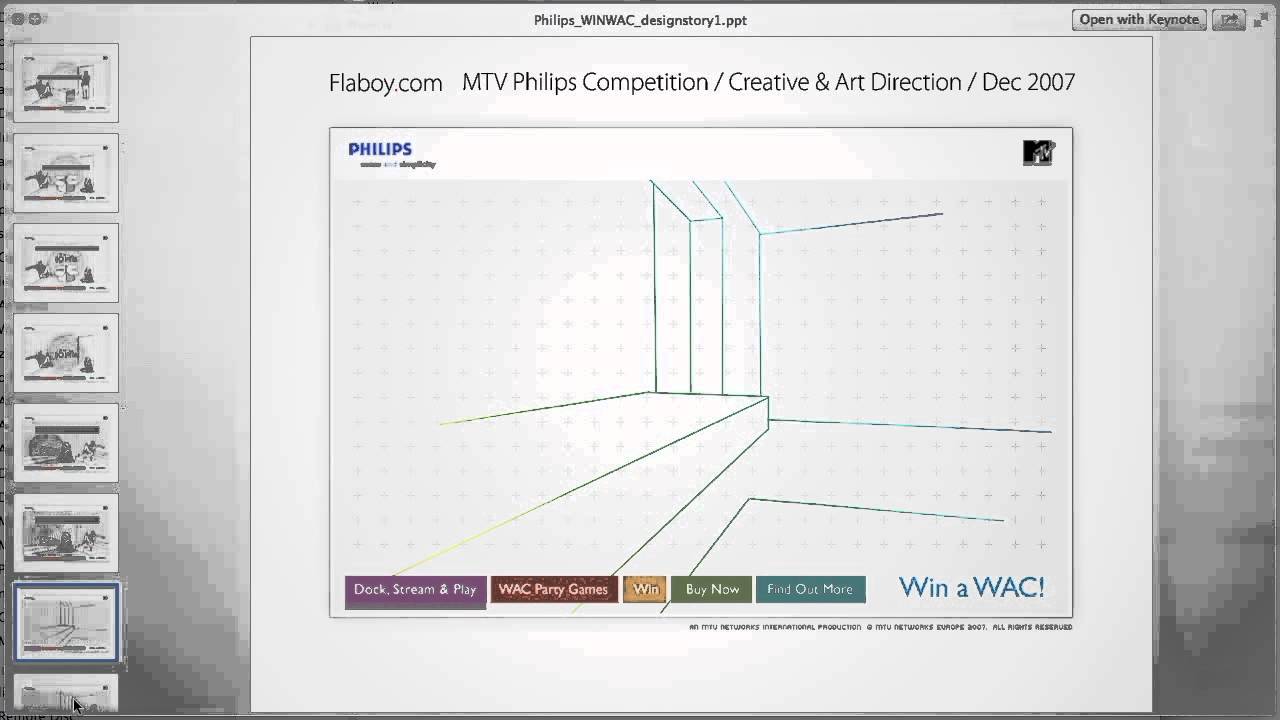 Philips_WINWAC_designstory1.ppt
Open with Keynote
Flaboy.com MTV Philips Competition / Creative & Art Direction / Dec 2007
PHILIPS
sense and simplicity
MTV
Dock, Stream & Play
WAC Party Games
Win
Buy Now
Find Out More
Win a WAC!
AN MTV NETWORKS INTERNATIONAL PRODUCTION © MTV NETWORKS EUROPE 2007. ALL RIGHTS RESERVED